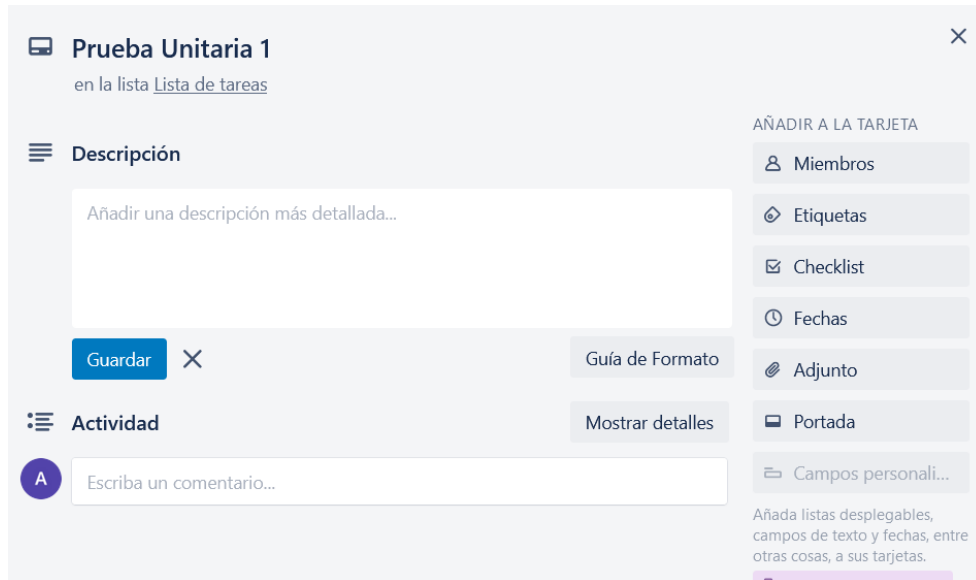 Prueba Unitaria 1
en la lista Lista de tareas
Descripción
Añadir una descripción más detallada...
Guardar
Guía de Formato
Actividad
Mostrar detalles
A
Escriba un comentario...
AÑADIR A LA TARJETA
Miembros
Etiquetas
Checklist
Fechas
Adjunto
Portada
Campos personali...
Añada listas desplegables,
campos de texto y fechas, entre
otras cosas, a sus tarjetas.